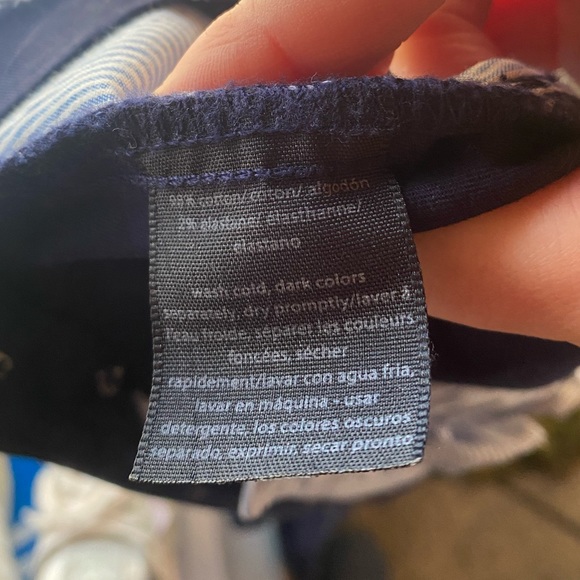 98% cotton/coton/ algodón
2% elastane/ élasthanne/
elastano
wash cold, dark colors
separately, dry promptly/laver à
l'eau froide, séparer les couleurs
foncées, sécher
rapidement/lavar con agua fria,
lavar en máquina - usar
detergente, los colores oscuros
separado, exprimir, secar pronto